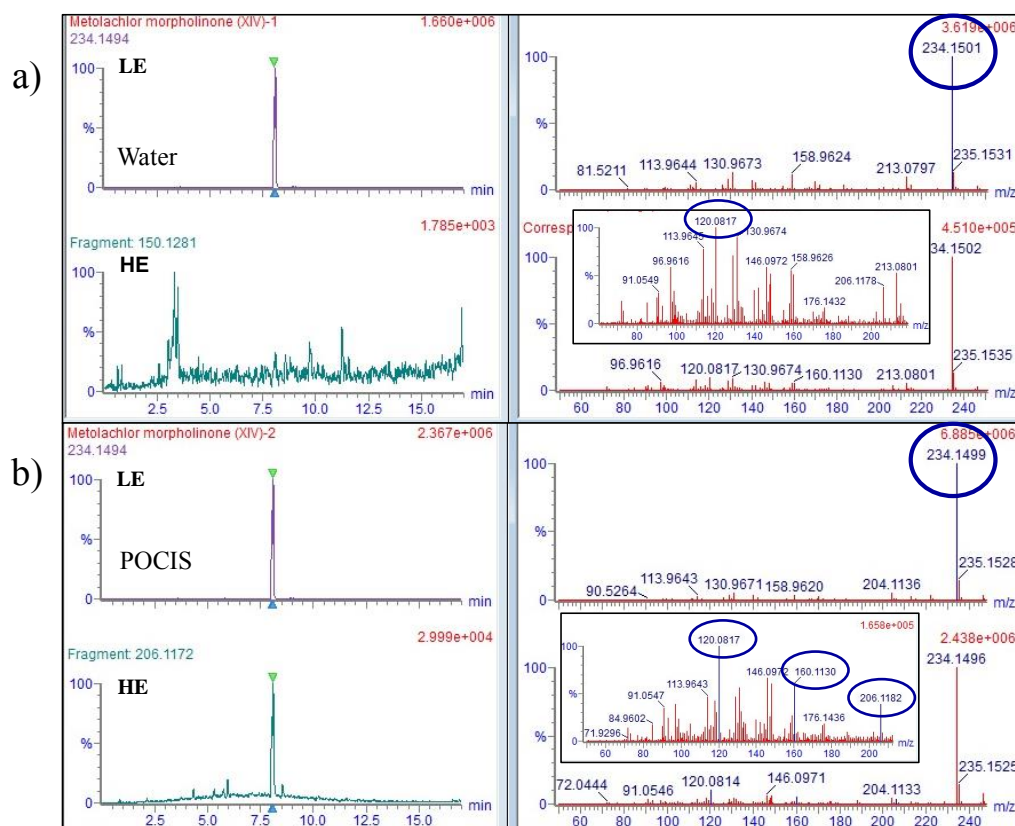 a)
Metolachlor morpholinone (XIV)-1 1.660e+006
234.1494
LE
100
%
Water
0
min
Fragment: 150.1281 1.785e+003
HE
100
%
0
2.5 5.0 7.5 10.0 12.5 15.0
3.619e+006
234.1501
100
%
0
81.5211 113.9644 130.9673 158.9624 213.0797 235.1531
m/z
Corresp 4.510e+005
34.1502
100
%
0
120.0817
113.9645 130.9674
96.9616 146.0972 158.9626
91.0549 206.1178 213.0801
176.1432
100
%
0
80 100 120 140 160 180 200
m/z
96.9616 120.0817 130.9674 160.1130 213.0801 235.1535
m/z
60 80 100 120 140 160 180 200 220 240
b)
Metolachlor morpholinone (XIV)-2 2.367e+006
234.1494
LE
100
%
POCIS
0
min
2.999e+004
Fragment: 206.1172
HE
100
%
0
min
2.5 5.0 7.5 10.0 12.5 15.0
6.885e+006
234.1499
100
%
0
90.5264 113.9643 130.9671 158.9620 204.1136 235.1528
m/z
2.438e+006
234.1496
100
%
0
1.658e+005
120.0817
146.0972 160.1130
91.0547 113.9643 206.1182
84.9602 176.1436
71.9296
100
%
0
60 80 100 120 140 160 180 200
m/z
72.0444 91.0546 120.0814 146.0971 204.1133 235.1525
m/z
60 80 100 120 140 160 180 200 220 240